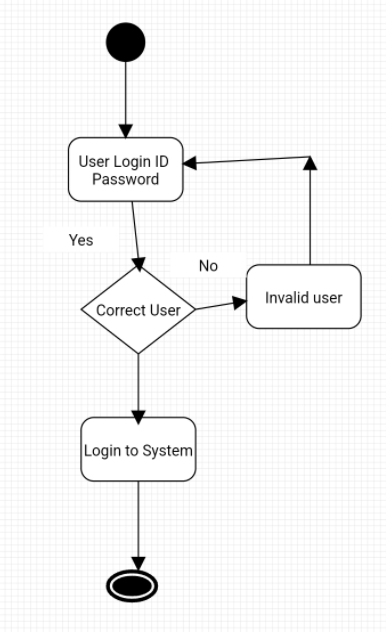 User Login ID
Password
Yes
No
Invalid user
Correct User
Login to System